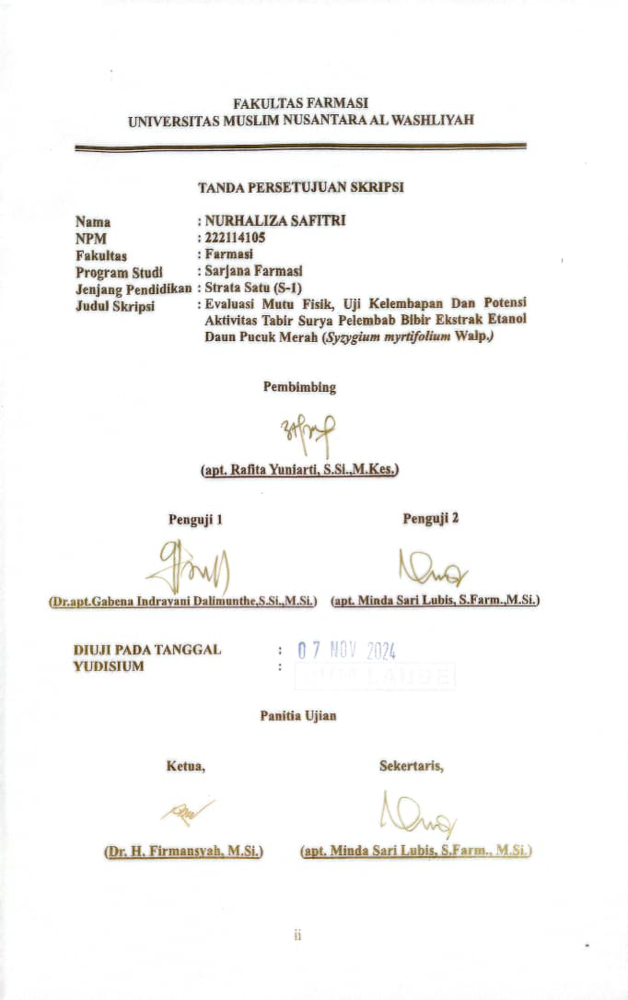 FAKULTAS FARMASI
UNIVERSITAS MUSLIM NUSANTARA AL WASHLIYAH
TANDA PERSETUJUAN SKRIPSI
Nama : NURHALIZA SAFITRI
NPM : 222114105
Fakultas : Farmasi
Program Studi : Sarjana Farmasi
Jenjang Pendidikan : Strata Satu (S-1)
Judul Skripsi : Evaluasi Mutu Fisik, Uji Kelembapan Dan Potensi
Aktivitas Tabir Surya Pelembab Bibir Ekstrak Etanol
Daun Pucuk Merah (Syzygium myrtifolium Walp.)
Pembimbing
(apt. Rafita Yuniarti, S.Si.,M.Kes.)
Penguji 1 Penguji 2
(Dr.apt.Gabena Indrayani Dalimunthe,S.Si.,M.Si.) (apt. Minda Sari Lubis, S.Farm.,M.Si.)
DIUJI PADA TANGGAL : 07 NOV 2024
YUDISIUM :
Panitia Ujian
Ketua, Sekertaris,
(Dr. H. Firmansyah, M.Si.) (apt. Minda Sari Lubis, S.Farm., M.Si.)
ii